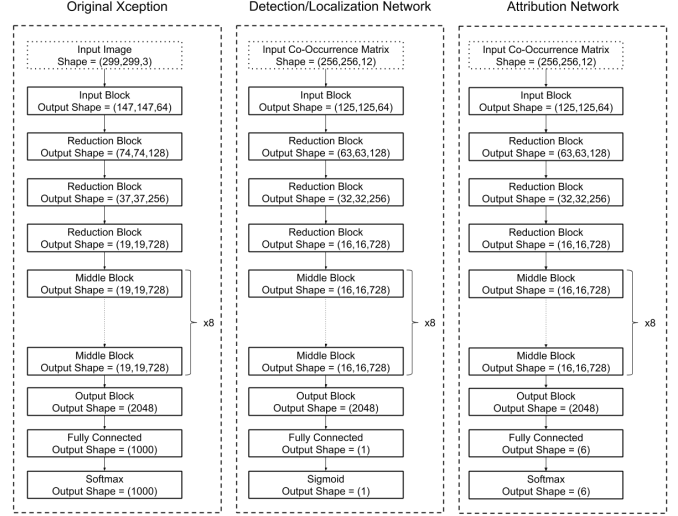 Original Xception
Input Image
Shape = (299,299,3)
Input Block
Output Shape = (147,147,64)
Reduction Block
Output Shape = (74,74,128)
Reduction Block
Output Shape = (37,37,256)
Reduction Block
Output Shape = (19,19,728)
Middle Block
Output Shape = (19,19,728)
x8
Middle Block
Output Shape = (19,19,728)
Output Block
Output Shape = (2048)
Fully Connected
Output Shape = (1000)
Softmax
Output Shape = (1000)
Detection/Localization Network
Input Co-Occurrence Matrix
Shape = (256,256,12)
Input Block
Output Shape = (125,125,64)
Reduction Block
Output Shape = (63,63,128)
Reduction Block
Output Shape = (32,32,256)
Reduction Block
Output Shape = (16,16,728)
Middle Block
Output Shape = (16,16,728)
x8
Middle Block
Output Shape = (16,16,728)
Output Block
Output Shape = (2048)
Fully Connected
Output Shape = (1)
Sigmoid
Output Shape = (1)
Attribution Network
Input Co-Occurrence Matrix
Shape = (256,256,12)
Input Block
Output Shape = (125,125,64)
Reduction Block
Output Shape = (63,63,128)
Reduction Block
Output Shape = (32,32,256)
Reduction Block
Output Shape = (16,16,728)
Middle Block
Output Shape = (16,16,728)
x8
Middle Block
Output Shape = (16,16,728)
Output Block
Output Shape = (2048)
Fully Connected
Output Shape = (6)
Softmax
Output Shape = (6)